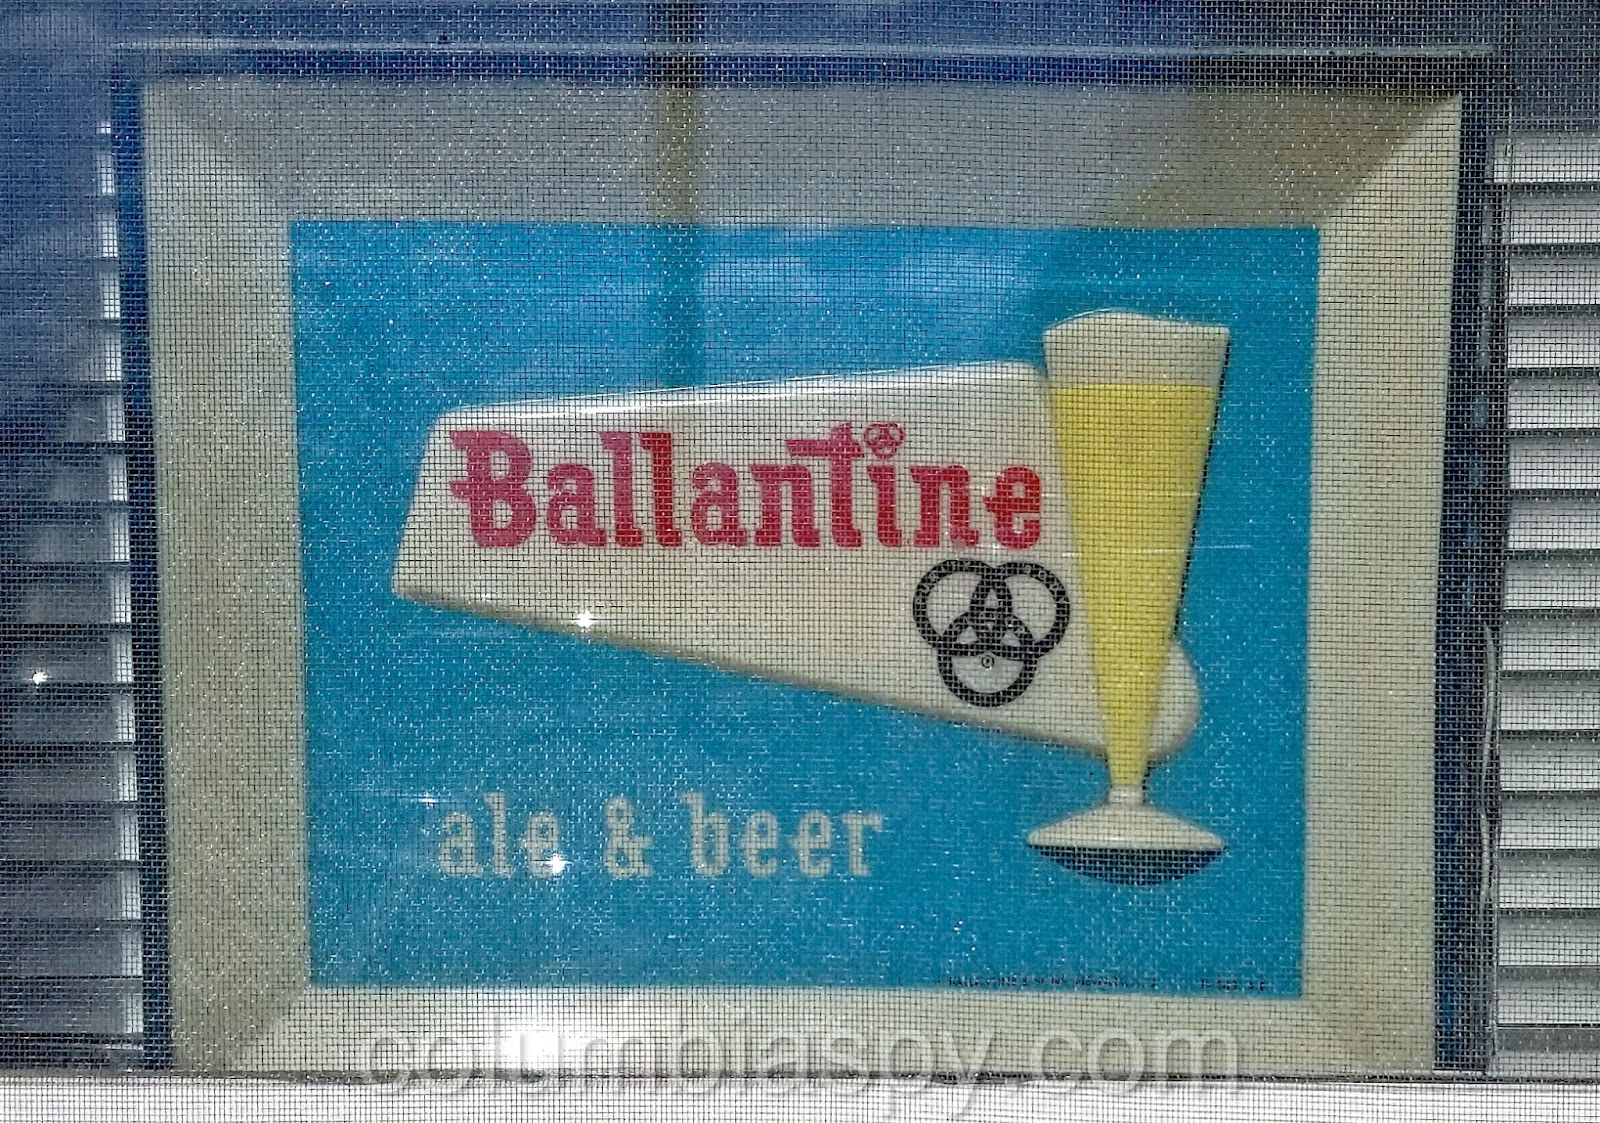 Ballantine
ale & beer
columbiaspy.com